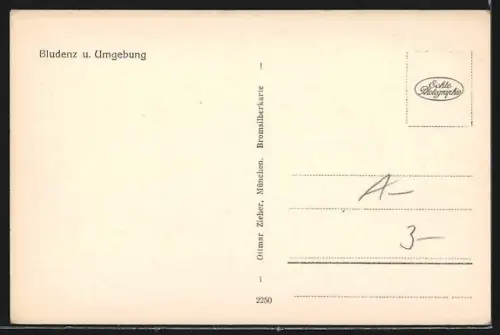 Bludenz u. Umgebung
Echte
Photographie
Ottmar Zieher, München. Bromsilberkarte
A-
3-
2250